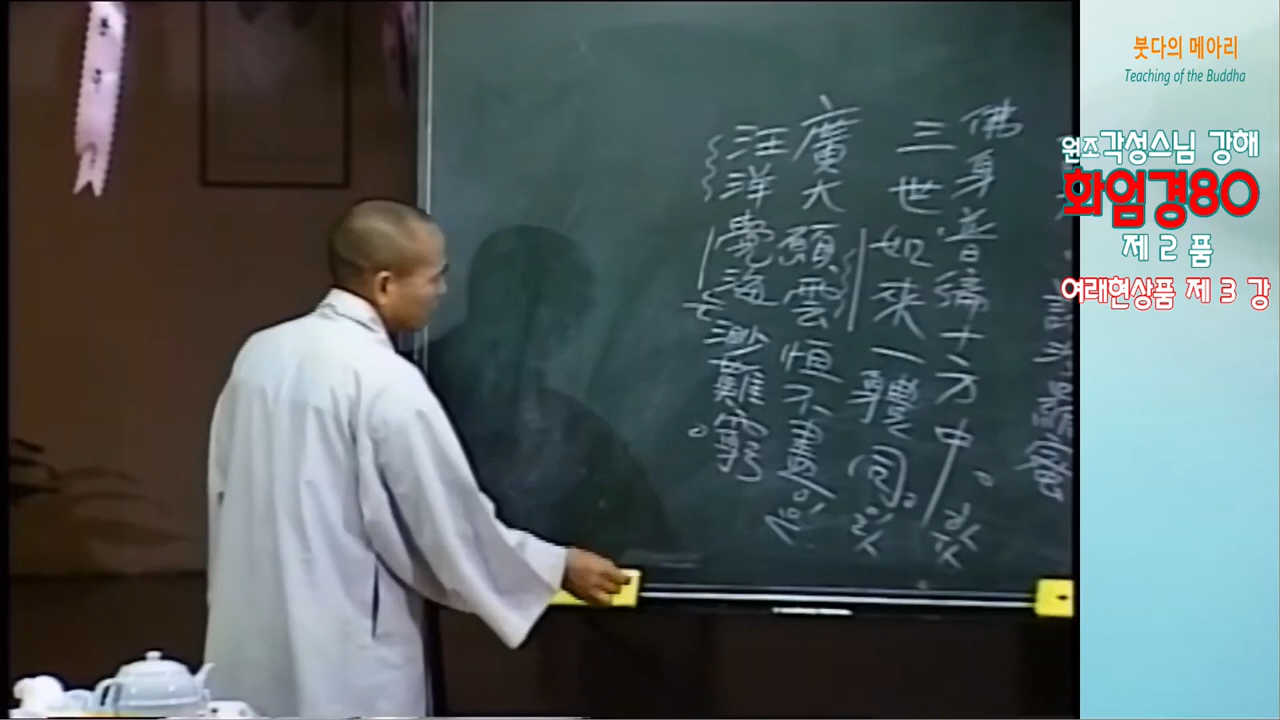 佛身普徧十方中。
三世如來一體同。
廣大願雲恒不盡。
汪洋覺海渺難窮。
붓다의 메아리
Teaching of the Buddha
원조각성스님 강해
화엄경80
제 2 품
여래현상품 제 3 강